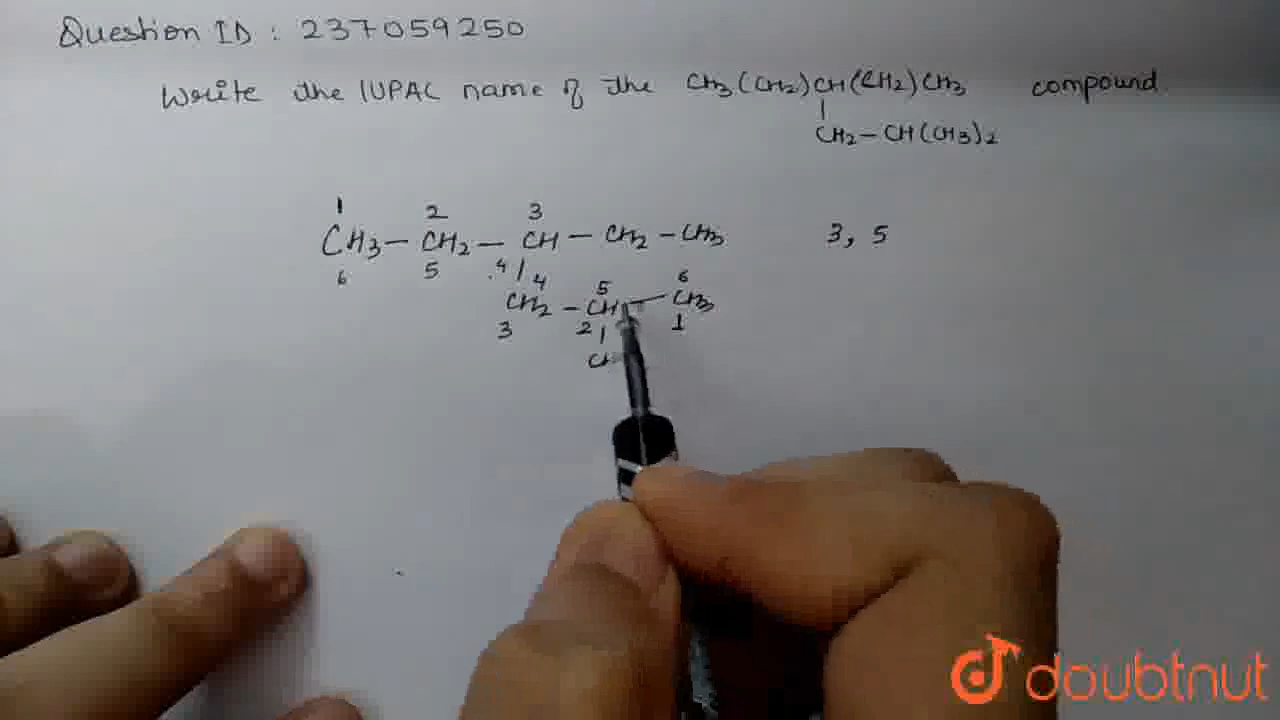 Question ID : 237059250
Write the IUPAC name of the CH3(CH2)CH(CH2)CH3 compound
|
CH2-CH(CH3)2
1 2 3
CH3-CH2-CH-CH2-CH3 3, 5
6 5 4 / 4 5 6
CH2-CH-CH3
3 2 | 1
CH
doubtnut